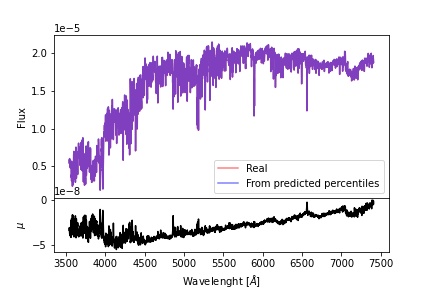 1e−5
2.0
1.5
1.0
0.5
Flux
Real
From predicted percentiles
1e−8
0
−5
μ
3500 4000 4500 5000 5500 6000 6500 7000 7500
Wavelenght [Å]